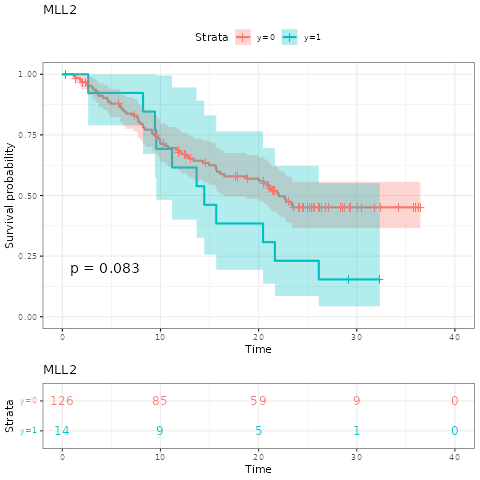 MLL2
Strata y=0 y=1
1.00
0.75
0.50
0.25
0.00
Survival probability
p = 0.083
0 10 20 30 40
Time
MLL2
Strata
y=0 126 85 59 9 0
y=1 14 9 5 1 0
0 10 20 30 40
Time